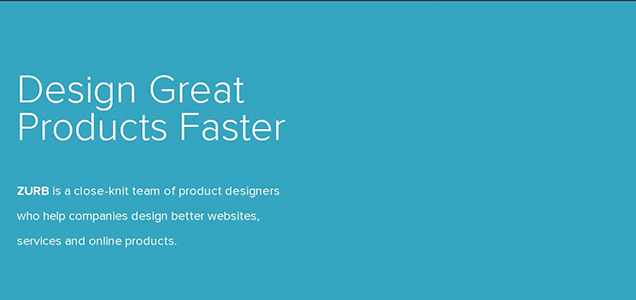 Design Great
Products Faster
ZURB is a close-knit team of product designers
who help companies design better websites,
services and online products.